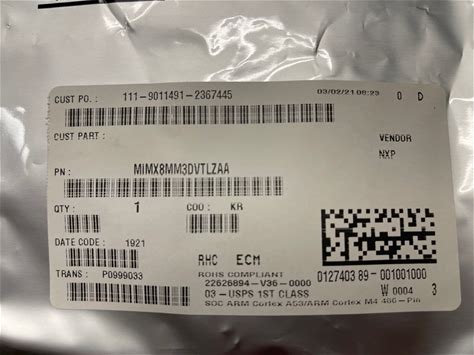 CUST PO. : 111-9011491-2367445 03/02/21 08:23 0 D
CUST PART : VENDOR
NXP
PN : MIMX8MM3DVTLZAA
QTY : 1 COO : KR
DATE CODE : 1921
RHC ECM
TRANS : P0999033 ROHS COMPLIANT 0127403 89-001001000
22626894-V36-0000
03-USPS 1ST CLASS W 0004 3
SOC ARM Cortex A53/ARM Cortex M4 486-Pin